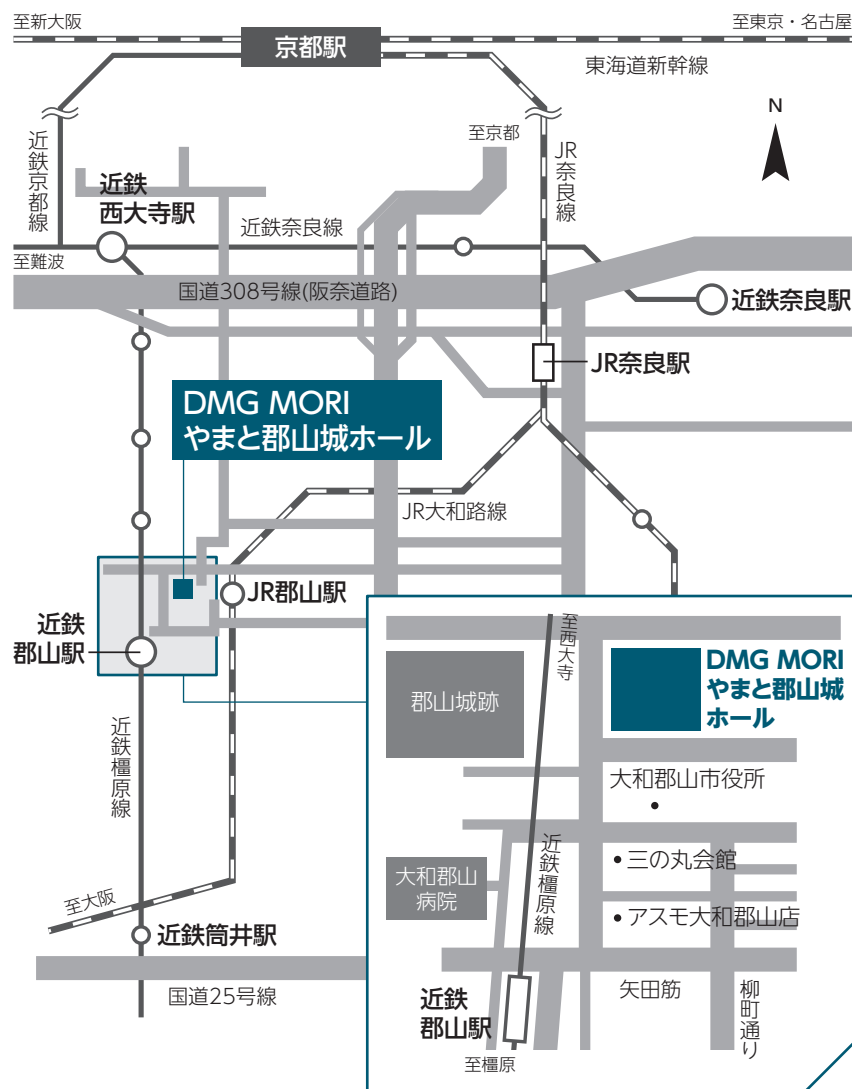 至新大阪
至東京・名古屋
京都駅
東海道新幹線
N
至京都
近鉄京都線
JR奈良線
近鉄
西大寺駅
近鉄奈良線
至難波
国道308号線(阪奈道路)
近鉄奈良駅
JR奈良駅
DMG MORI
やまと郡山城ホール
JR大和路線
JR郡山駅
近鉄
郡山駅
近鉄橿原線
至大阪
近鉄筒井駅
国道25号線
至西大寺
DMG MORI
やまと郡山城
ホール
郡山城跡
大和郡山市役所
近鉄橿原線
三の丸会館
大和郡山
病院
アスモ大和郡山店
矢田筋
柳町通り
近鉄
郡山駅
至橿原